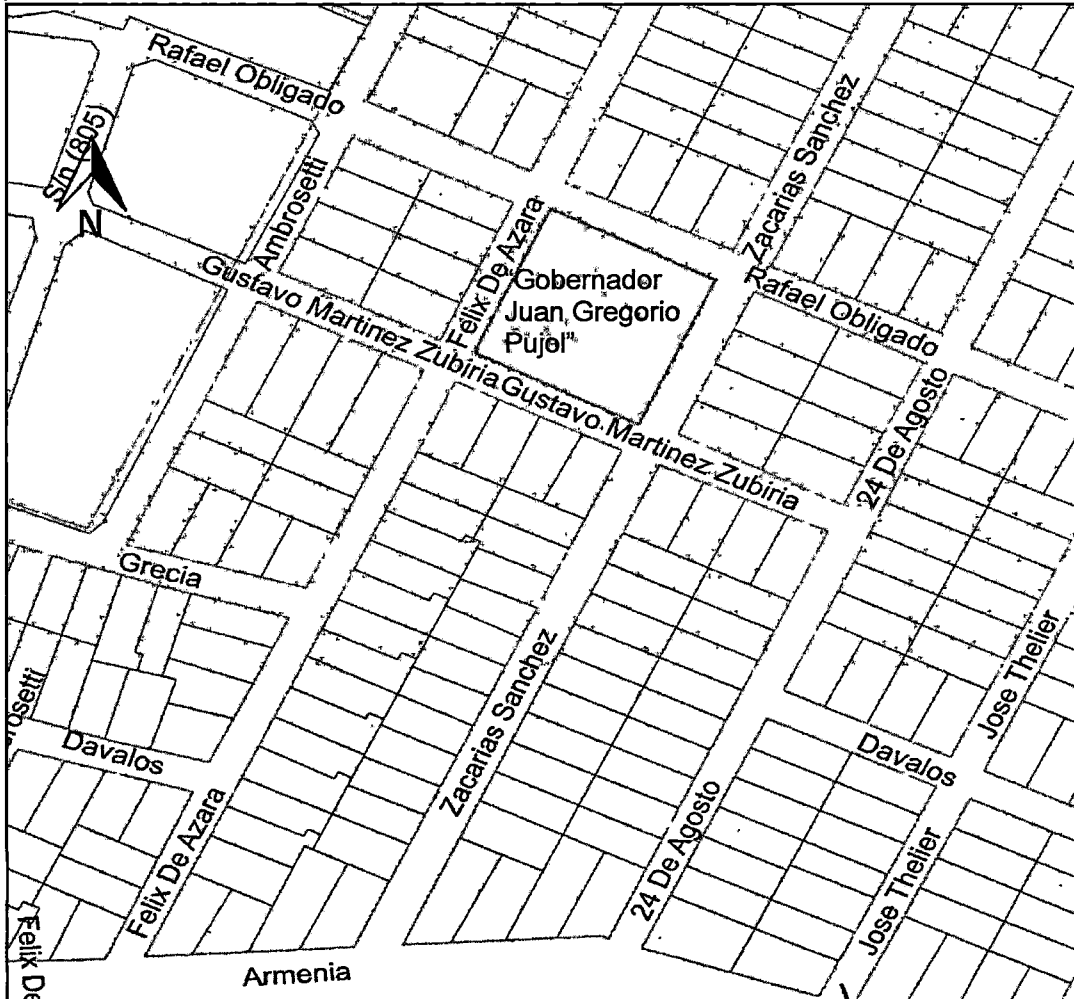 Rafael Obligado
S/n (805)
N
Ambrosetti
Zacarias Sanchez
Felix De Azara
"Gobernador
Juan Gregorio
Pujol"
Gustavo Martinez Zubiria
Gustavo Martinez Zubiria
Rafael Obligado
24 De Agosto
Grecia
Jose Thelier
Zacarias Sanchez
rosetti
Davalos
Davalos
Felix De Azara
24 De Agosto
Jose Thelier
Felix De
Armenia